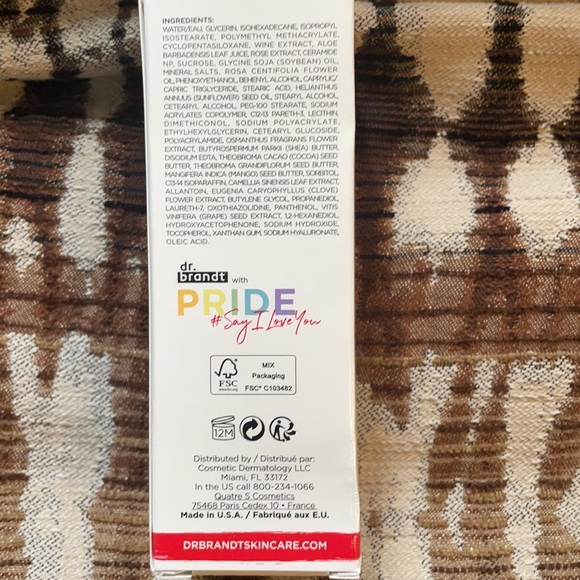 INGREDIENTS:
WATER/EAU, GLYCERIN, ISOHEXADECANE, ISOPROPYL
ISOSTEARATE, POLYMETHYL METHACRYLATE,
CYCLOPENTASILOXANE, WINE EXTRACT, ALOE
BARBADENSIS LEAF JUICE, ROSE EXTRACT, CERAMIDE
NP, SUCROSE, GLYCINE SOJA (SOYBEAN) OIL,
MINERAL SALTS, ROSA CENTIFOLIA FLOWER
OIL, PHENOXYETHANOL, BEHENYL ALCOHOL, CAPRYLIC/
CAPRIC TRIGLYCERIDE, STEARIC ACID, HELIANTHUS
ANNUUS (SUNFLOWER) SEED OIL, STEARYL ALCOHOL,
CETEARYL ALCOHOL, PEG-100 STEARATE, SODIUM
ACRYLATES COPOLYMER, C12-13 PARETH-3, LECITHIN,
DIMETHICONOL, SODIUM POLYACRYLATE,
ETHYLHEXYLGLYCERIN, CETEARYL GLUCOSIDE,
POLYACRYLAMIDE, OSMANTHUS FRAGRANS FLOWER
EXTRACT, BUTYROSPERMUM PARKII (SHEA) BUTTER,
DISODIUM EDTA, THEOBROMA CACAO (COCOA) SEED
BUTTER, THEOBROMA GRANDIFLORUM SEED BUTTER,
MANGIFERA INDICA (MANGO) SEED BUTTER, SORBITOL,
C13-14 ISOPARAFFIN, CAMELLIA SINENSIS LEAF EXTRACT,
ALLANTOIN, EUGENIA CARYOPHYLLUS (CLOVE)
FLOWER EXTRACT, BUTYLENE GLYCOL, PROPANEDIOL,
LAURETH-7, OXOTHIAZOLIDINE, PANTHENOL, VITIS
VINIFERA (GRAPE) SEED EXTRACT, 1,2-HEXANEDIOL,
HYDROXYACETOPHENONE, SODIUM HYDROXIDE,
TOCOPHEROL, XANTHAN GUM, SODIUM HYALURONATE,
OLEIC ACID.
dr.
brandt with
PRIDE
#Say I Love You
FSC
MIX
Packaging
FSC® C103482
12M
Distributed by / Distribué par:
Cosmetic Dermatology LLC
Miami, FL 33172
In the US call 800-234-1066
Quatre S Cosmetics
75468 Paris Cedex 10 • France
Made in U.S.A. / Fabriqué aux E.U.
DRBRANDTSKINCARE.COM